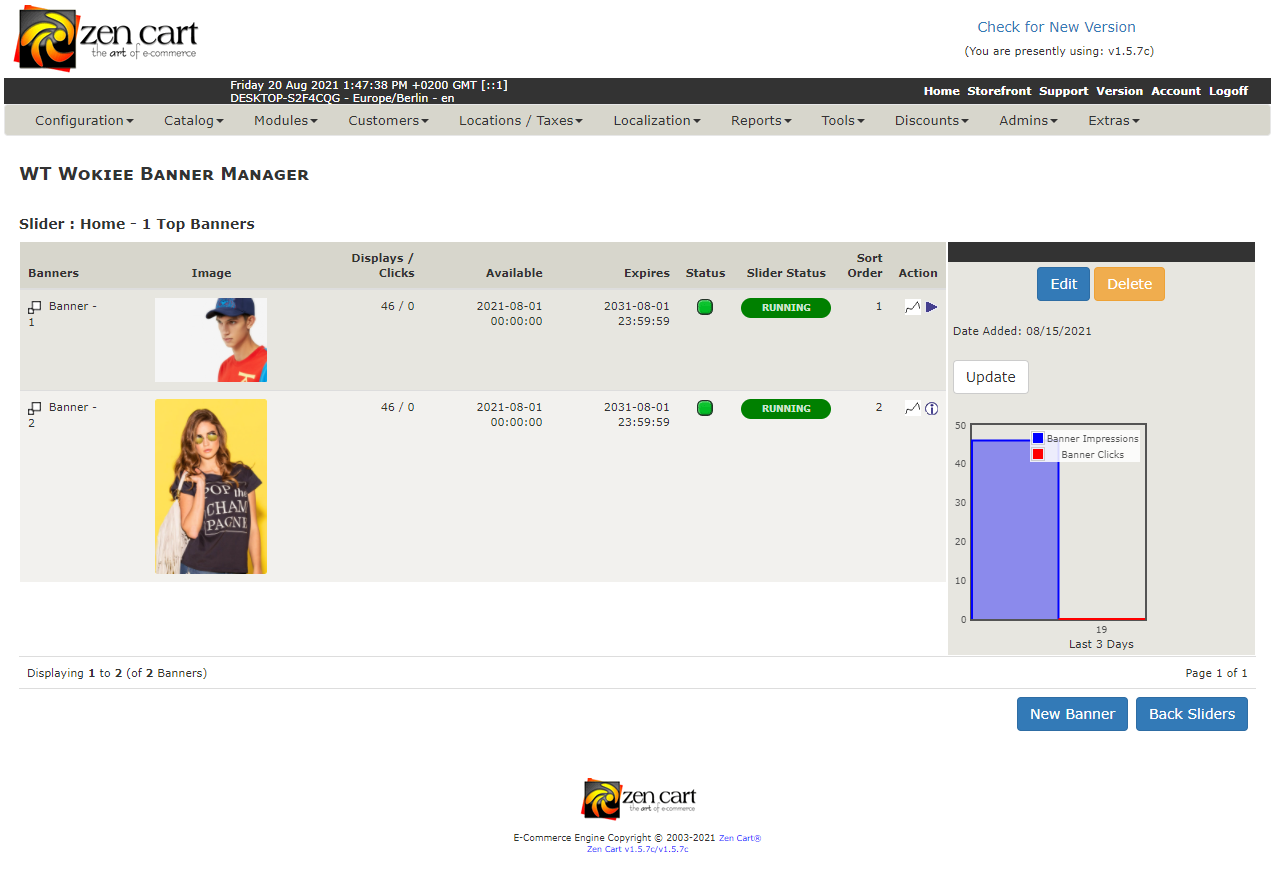 zen cart
the art of e-commerce
Check for New Version
(You are presently using: v1.5.7c)
Friday 20 Aug 2021 1:47:38 PM +0200 GMT [::1]
DESKTOP-S2F4CQG - Europe/Berlin - en
Home Storefront Support Version Account Logoff
Configuration Catalog Modules Customers Locations / Taxes Localization Reports Tools Discounts Admins Extras
WT Wokiee Banner Manager
Slider : Home - 1 Top Banners
Banners Image Displays / Clicks Available Expires Status Slider Status Sort Order Action
Banner - 1 46 / 0 2021-08-01 00:00:00 2031-08-01 23:59:59 RUNNING 1
Banner - 2 46 / 0 2021-08-01 00:00:00 2031-08-01 23:59:59 RUNNING 2
POP the
CHAM
PAGNE
Edit Delete
Date Added: 08/15/2021
Update
50
40
30
20
10
0
Banner Impressions
Banner Clicks
19
Last 3 Days
Displaying 1 to 2 (of 2 Banners) Page 1 of 1
New Banner Back Sliders
zen cart
the art of e-commerce
E-Commerce Engine Copyright © 2003-2021 Zen Cart®
Zen Cart v1.5.7c/v1.5.7c